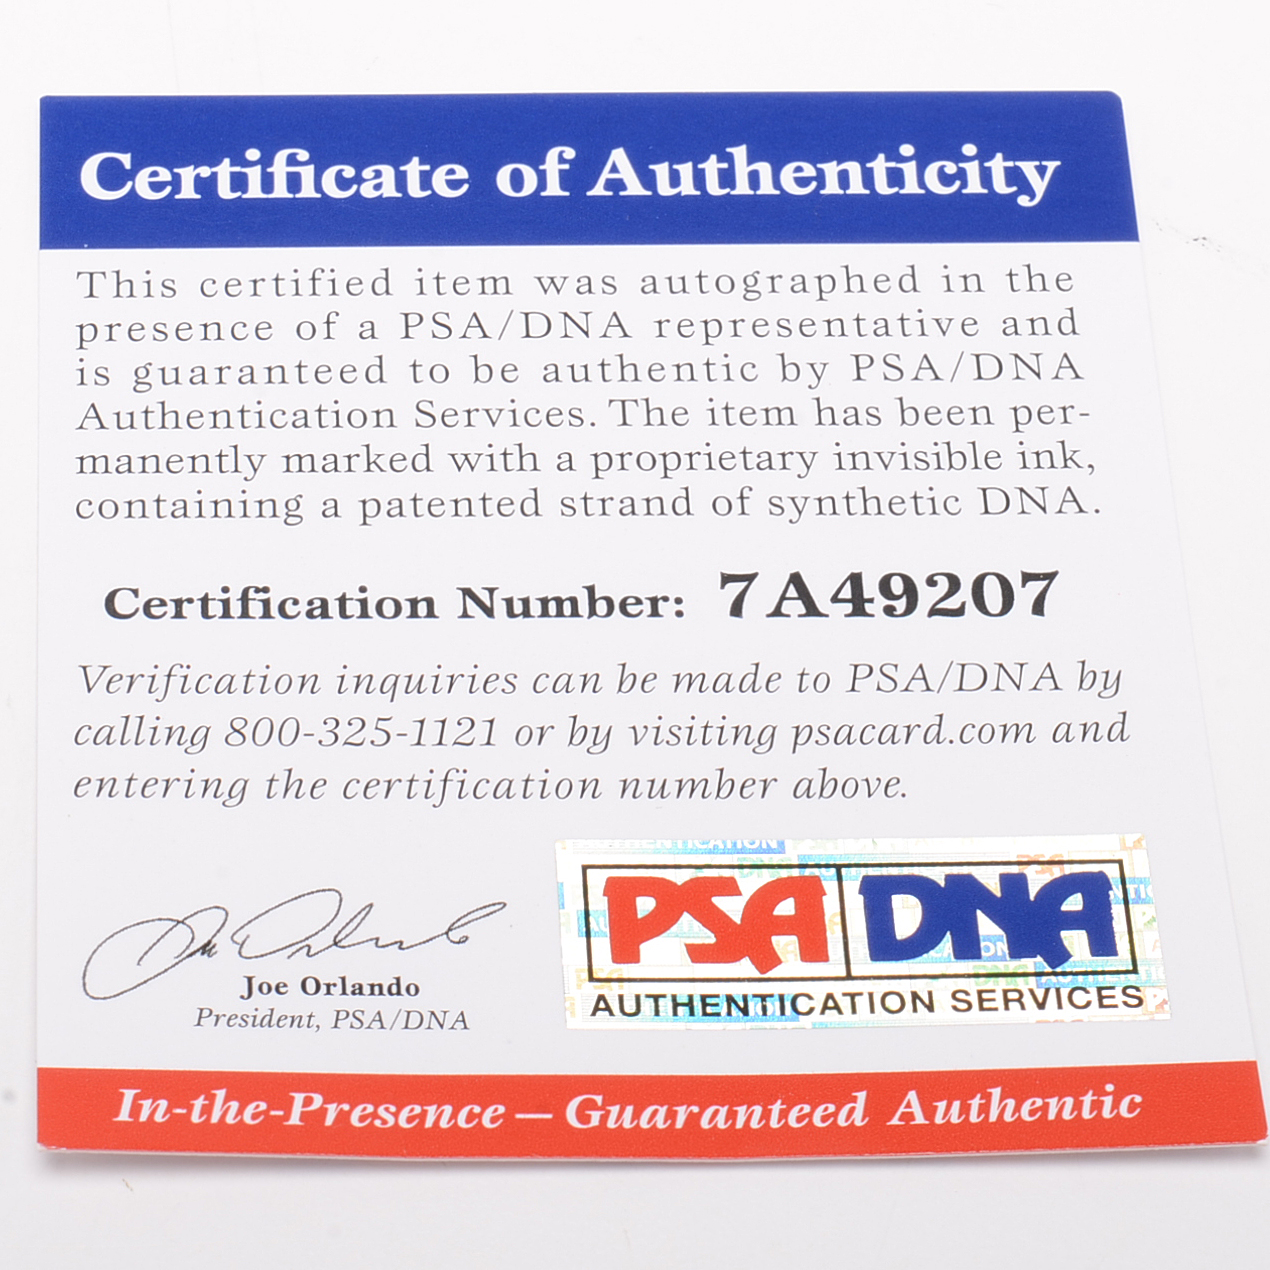 Certificate of Authenticity
This certified item was autographed in the
presence of a PSA/DNA representative and
is guaranteed to be authentic by PSA/DNA
Authentication Services. The item has been per-
manently marked with a proprietary invisible ink,
containing a patented strand of synthetic DNA.
Certification Number: 7A49207
Verification inquiries can be made to PSA/DNA by
calling 800-325-1121 or by visiting psacard.com and
entering the certification number above.
Joe Orlando
President, PSA/DNA
PSA DNA
AUTHENTICATION SERVICES
In-the-Presence — Guaranteed Authentic